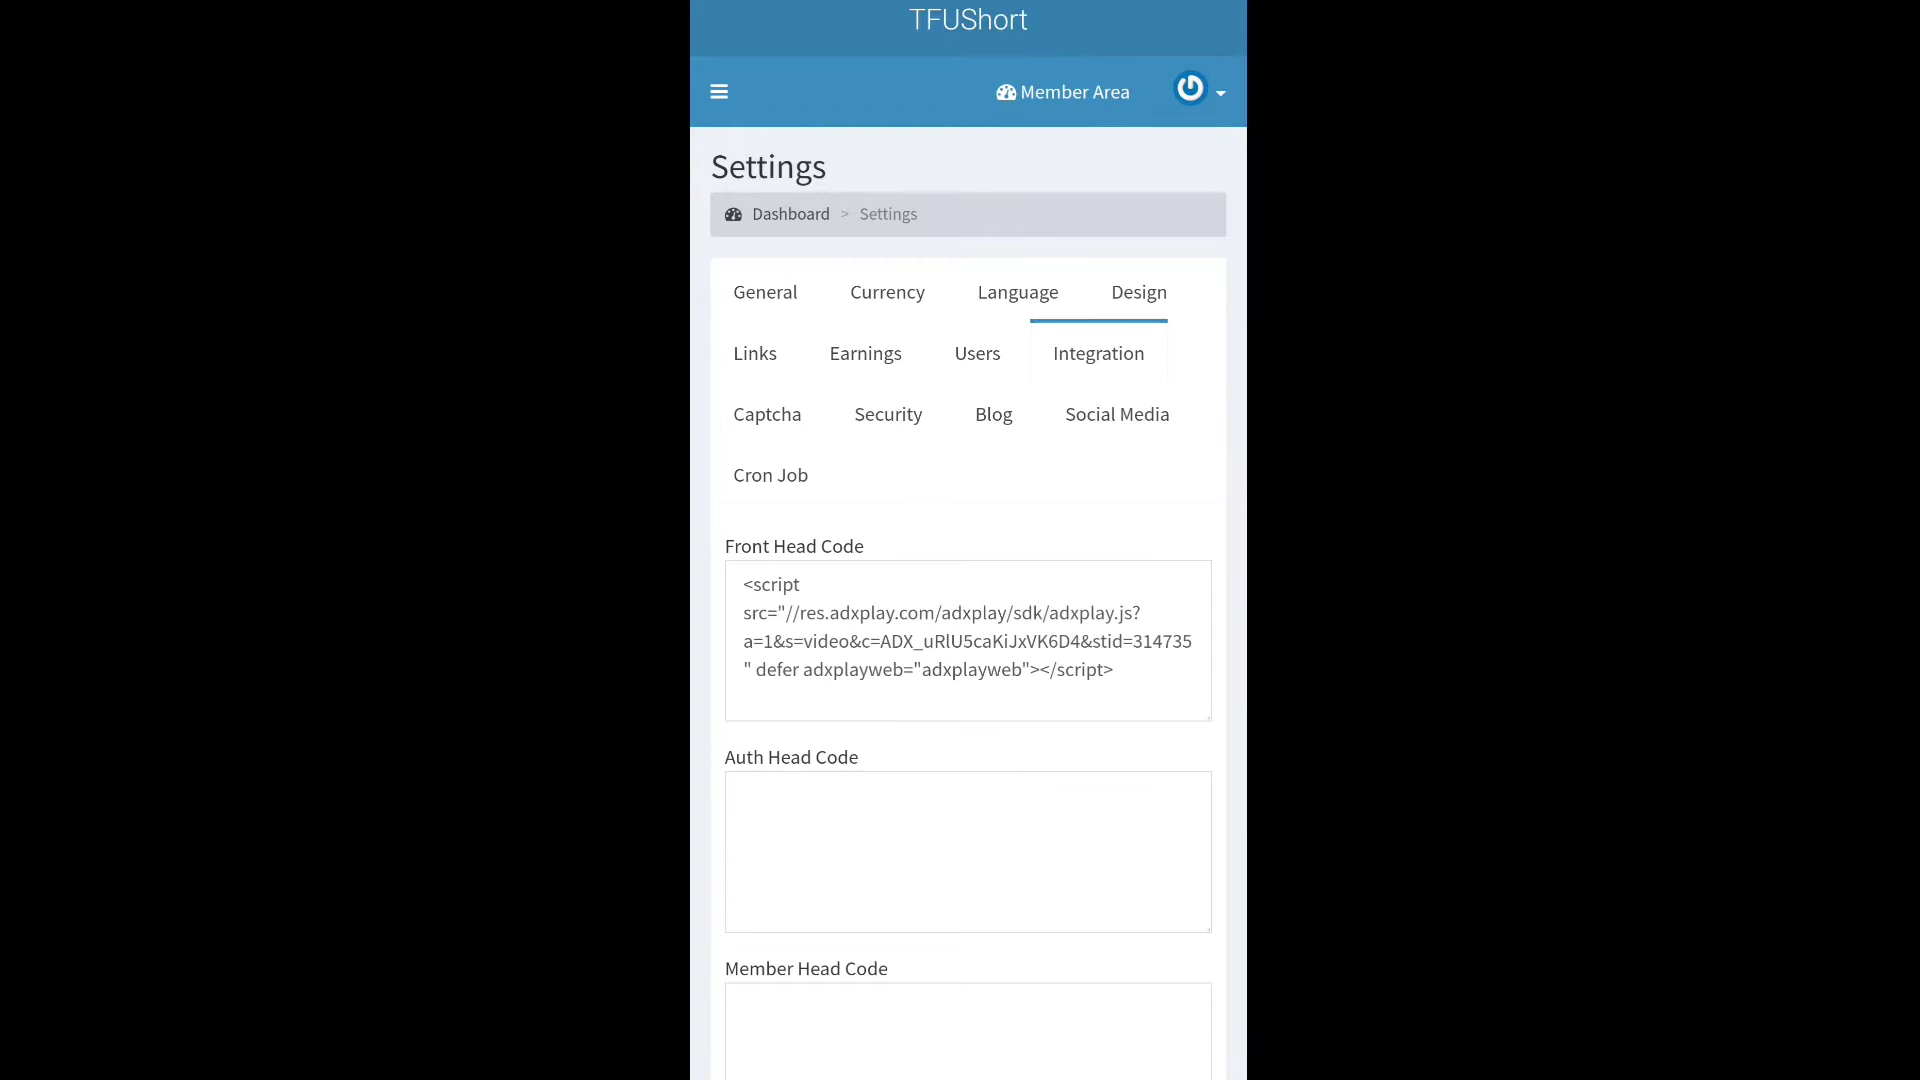 TFUShort
Member Area
Settings
Dashboard > Settings
General Currency Language Design
Links Earnings Users Integration
Captcha Security Blog Social Media
Cron Job
Front Head Code
<script
src="//res.adxplay.com/adxplay/sdk/adxplay.js?
a=1&s=video&c=ADX_uRlU5caKiJxVK6D4&stid=314735
" defer adxplayweb="adxplayweb"></script>
Auth Head Code
Member Head Code